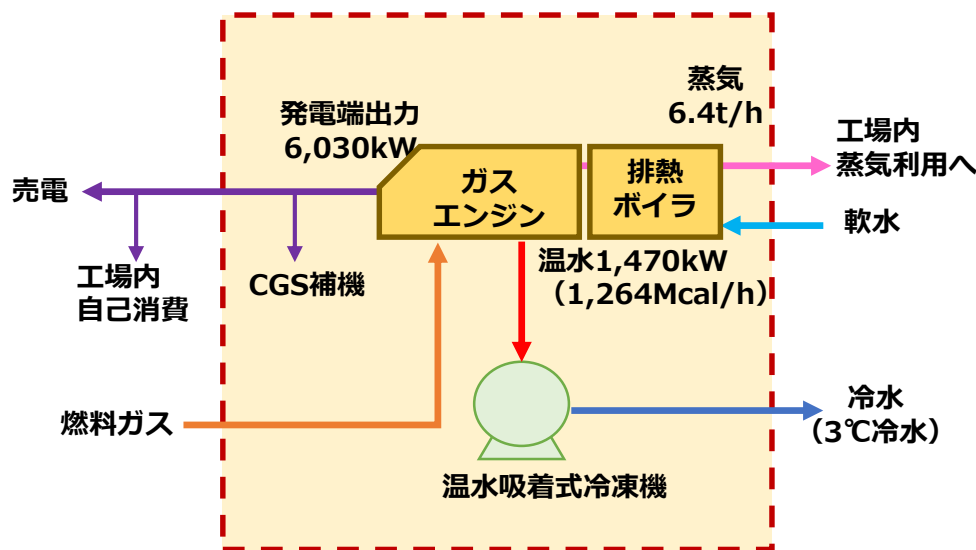 蒸気
6.4t/h
発電端出力
6,030kW
工場内
蒸気利用へ
売電
ガス
エンジン
排熱
ボイラ
軟水
工場内
自己消費
CGS補機
温水1,470kW
（1,264Mcal/h）
燃料ガス
冷水
（3℃冷水）
温水吸着式冷凍機